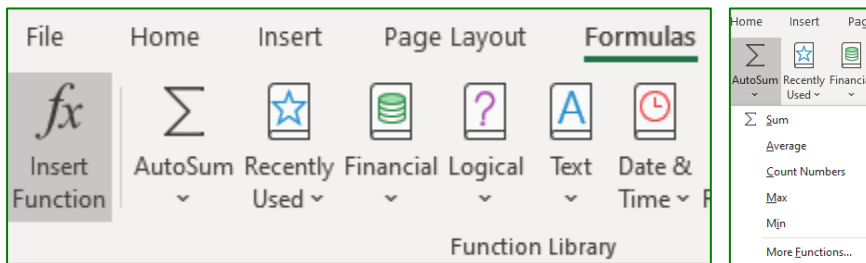 File Home Insert Page Layout Formulas
fx
Insert Function
AutoSum
Recently Used
Financial
Logical
Text
Date & Time
Function Library
Home Insert
AutoSum
Recently Used
Σ Sum
Average
Count Numbers
Max
Min
More Functions...